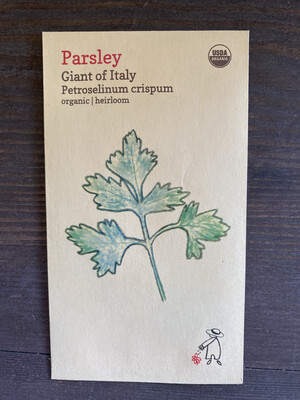 Parsley
USDA
ORGANIC
Giant of Italy
Petroselinum crispum
organic | heirloom